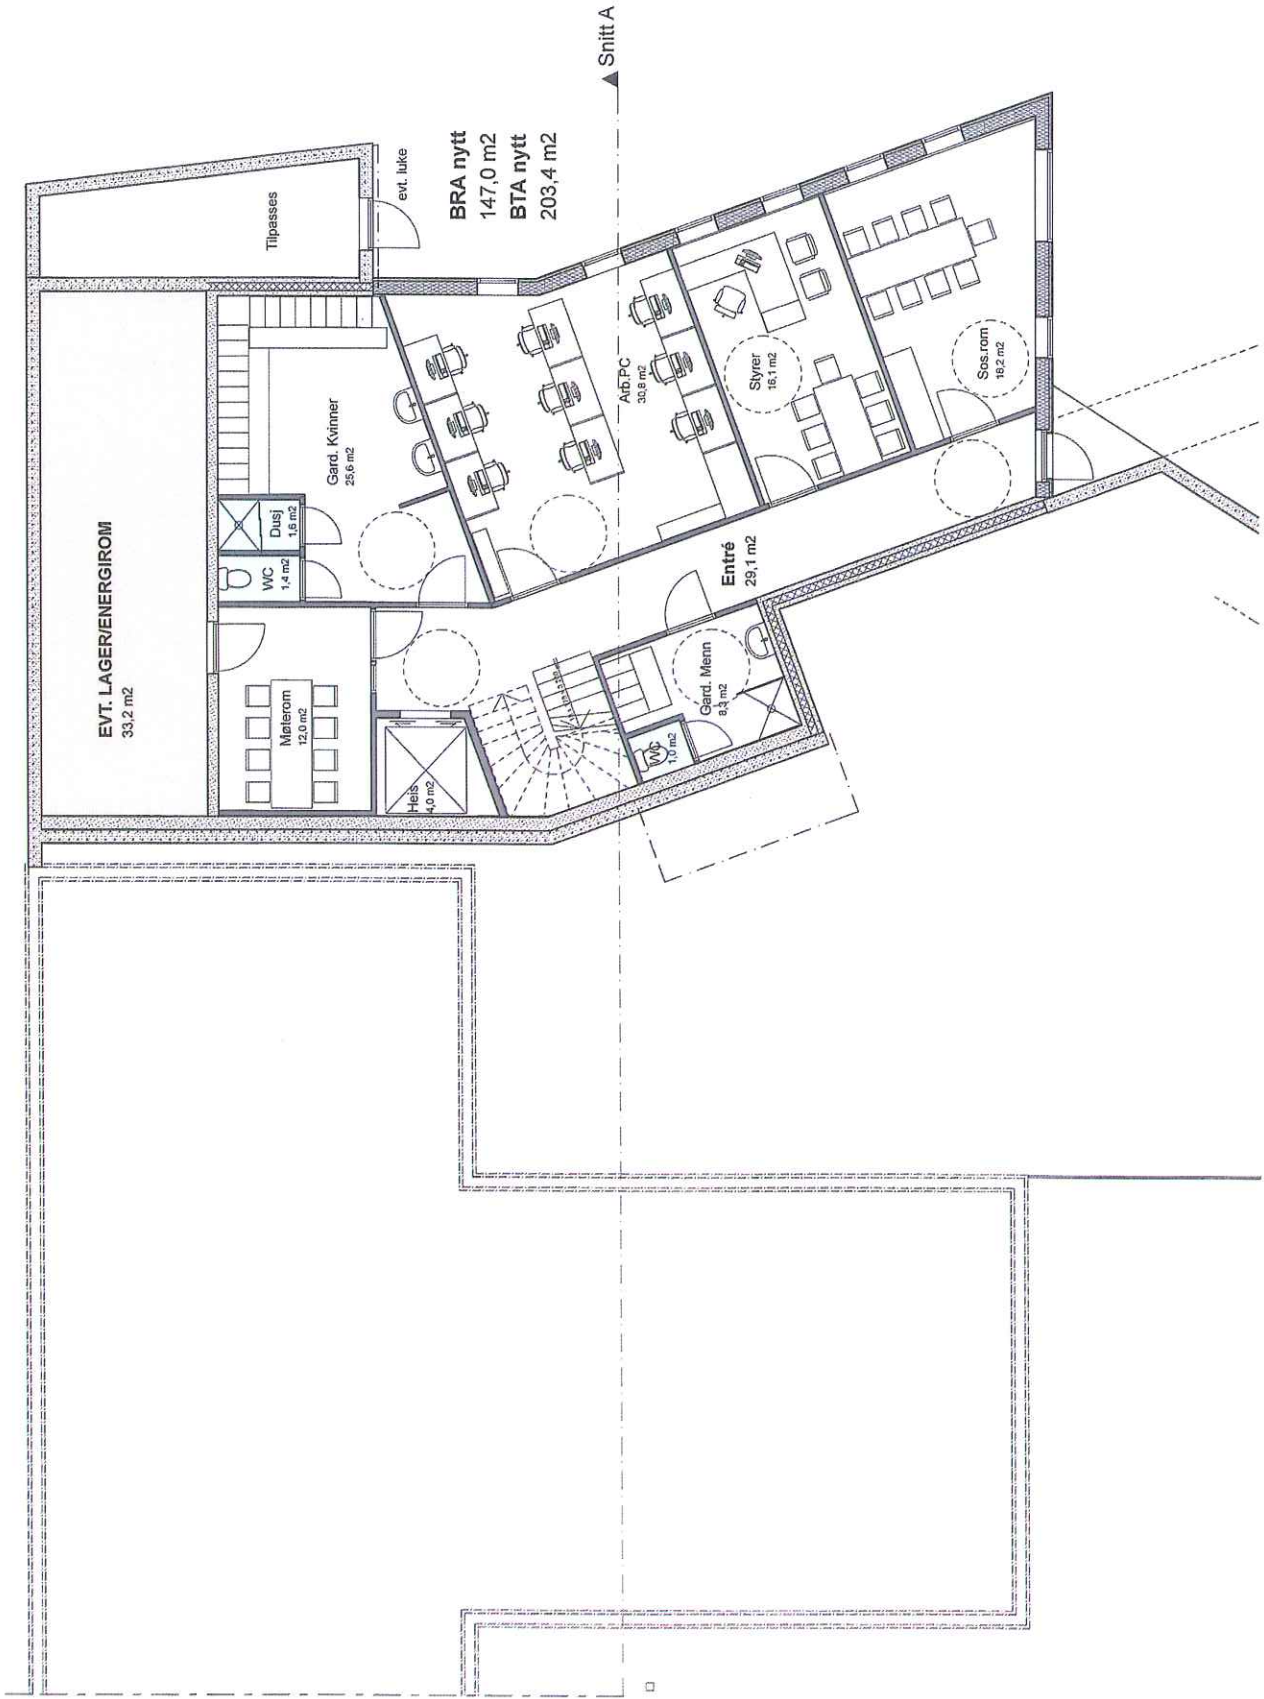 EVT. LAGER/ENERGIROM
33,2 m2
Tilpasses
evt. luke
BRA nytt
147,0 m2
BTA nytt
203,4 m2
Snitt A
Møterom
12,0 m2
WC
1,4 m2
Dusj
1,6 m2
Gard. Kvinner
25,6 m2
Heis
4,0 m2
Arb.PC
30,8 m2
WC
1,0 m2
Gard. Menn
8,3 m2
Entré
29,1 m2
Styrer
16,1 m2
Sos.rom
18,2 m2